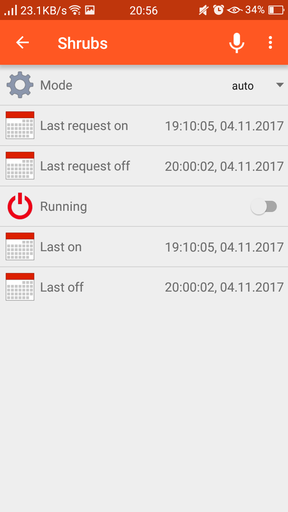 23.1KB/s 20:56 34%
Shrubs
Mode auto
Last request on 19:10:05, 04.11.2017
Last request off 20:00:02, 04.11.2017
Running
Last on 19:10:05, 04.11.2017
Last off 20:00:02, 04.11.2017